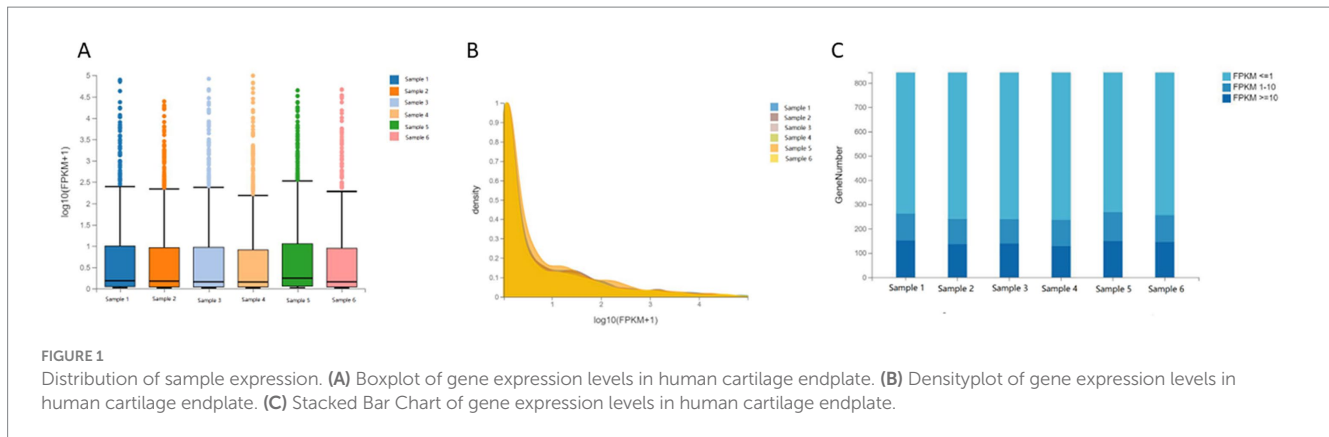 A
B
C
log10(FPKM+1)
5
4.5
4
3.5
3
2.5
2
1.5
1
0.5
0
Sample 1
Sample 2
Sample 3
Sample 4
Sample 5
Sample 6
Sample 1
Sample 2
Sample 3
Sample 4
Sample 5
Sample 6
density
1
0.9
0.8
0.7
0.6
0.5
0.4
0.3
0.2
0.1
0
1
2
3
4
log10(FPKM+1)
Sample 1
Sample 2
Sample 3
Sample 4
Sample 5
Sample 6
GeneNumber
800
700
600
500
400
300
200
100
0
Sample 1
Sample 2
Sample 3
Sample 4
Sample 5
Sample 6
FPKM <=1
FPKM 1-10
FPKM >=10
FIGURE 1
Distribution of sample expression. (A) Boxplot of gene expression levels in human cartilage endplate. (B) Densityplot of gene expression levels in
human cartilage endplate. (C) Stacked Bar Chart of gene expression levels in human cartilage endplate.